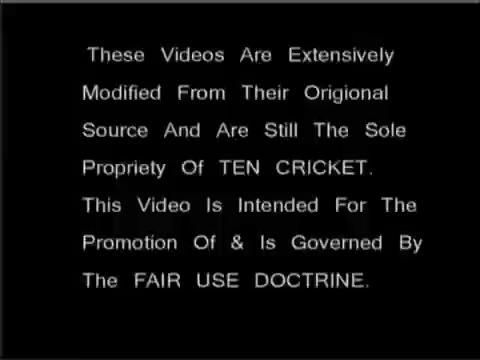 These Videos Are Extensively
Modified From Their Origional
Source And Are Still The Sole
Propriety Of TEN CRICKET.
This Video Is Intended For The
Promotion Of & Is Governed By
The FAIR USE DOCTRINE.